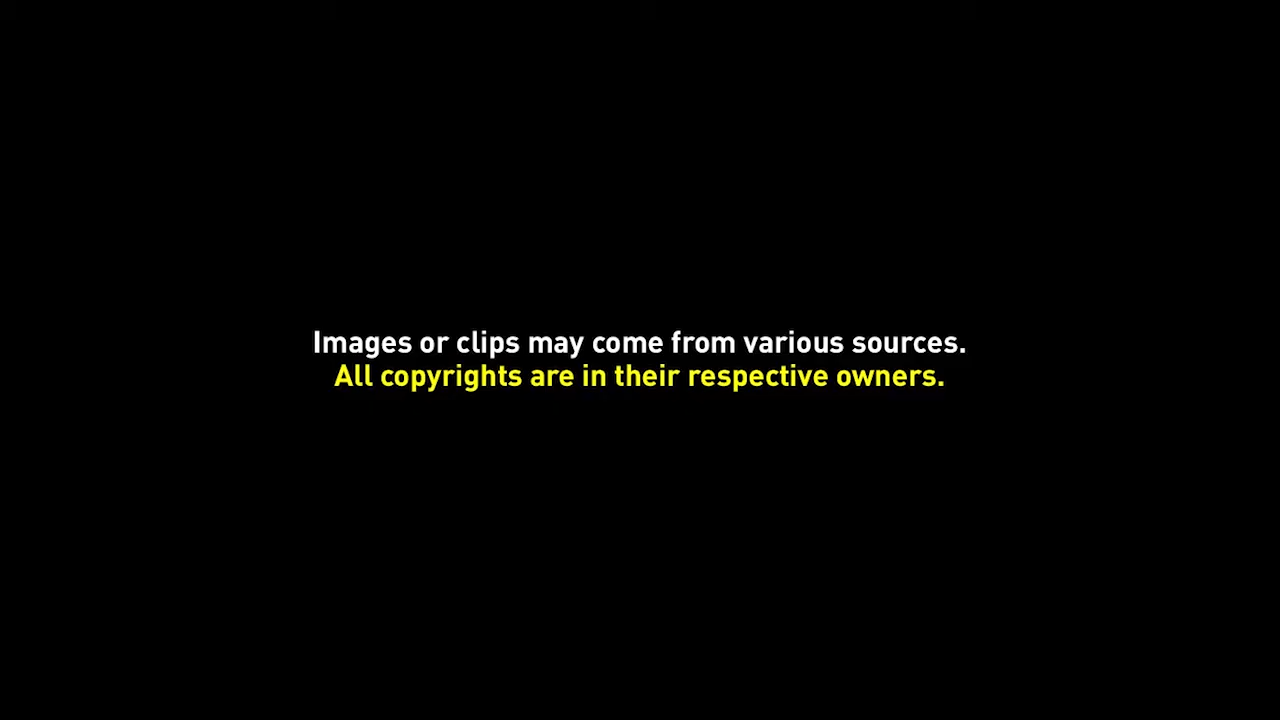 Images or clips may come from various sources.
All copyrights are in their respective owners.